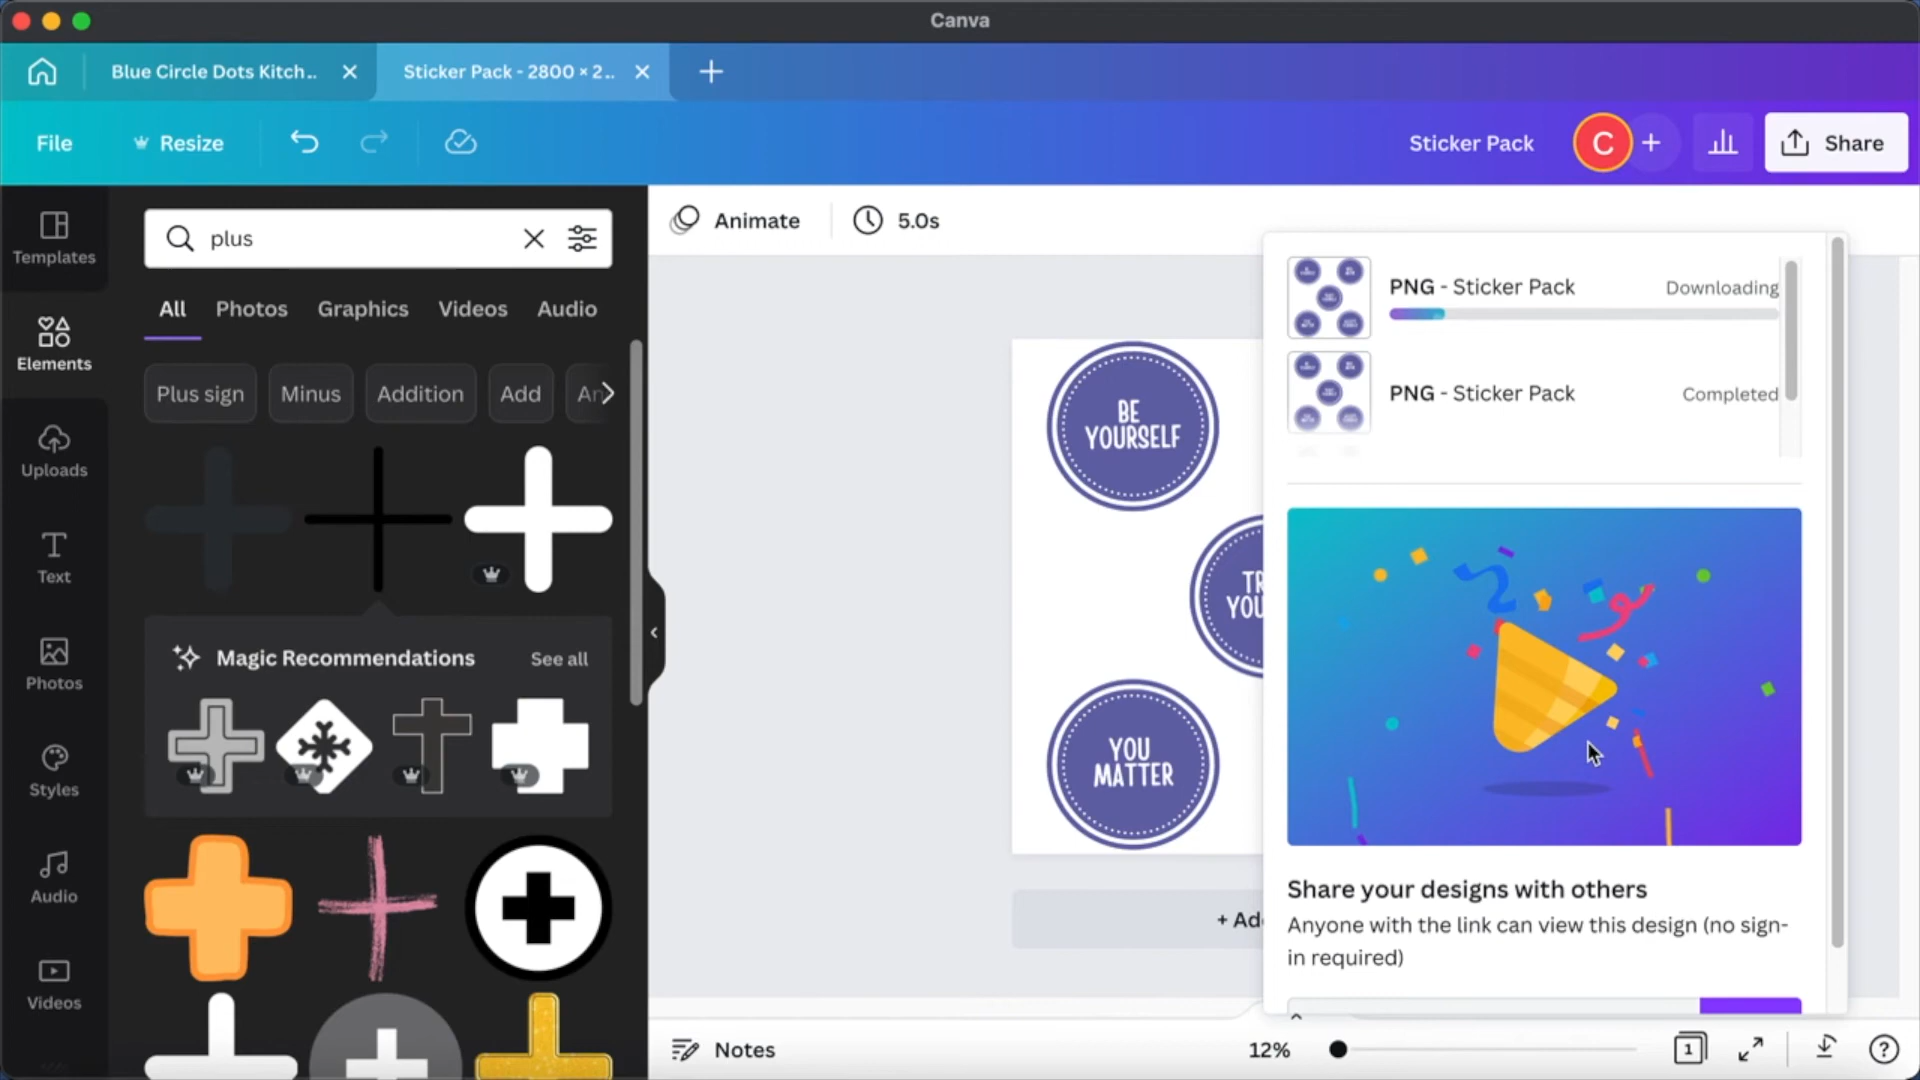 Canva
Blue Circle Dots Kitch..
Sticker Pack - 2800 × 2..
File
Resize
Sticker Pack
C
Share
Templates
Elements
Uploads
Text
Photos
Styles
Audio
Videos
plus
All
Photos
Graphics
Videos
Audio
Plus sign
Minus
Addition
Add
Magic Recommendations
See all
Animate
5.0s
BE
YOURSELF
YOU
MATTER
PNG - Sticker Pack
Downloading
PNG - Sticker Pack
Completed
Share your designs with others
Anyone with the link can view this design (no sign-
in required)
Notes
12%
1